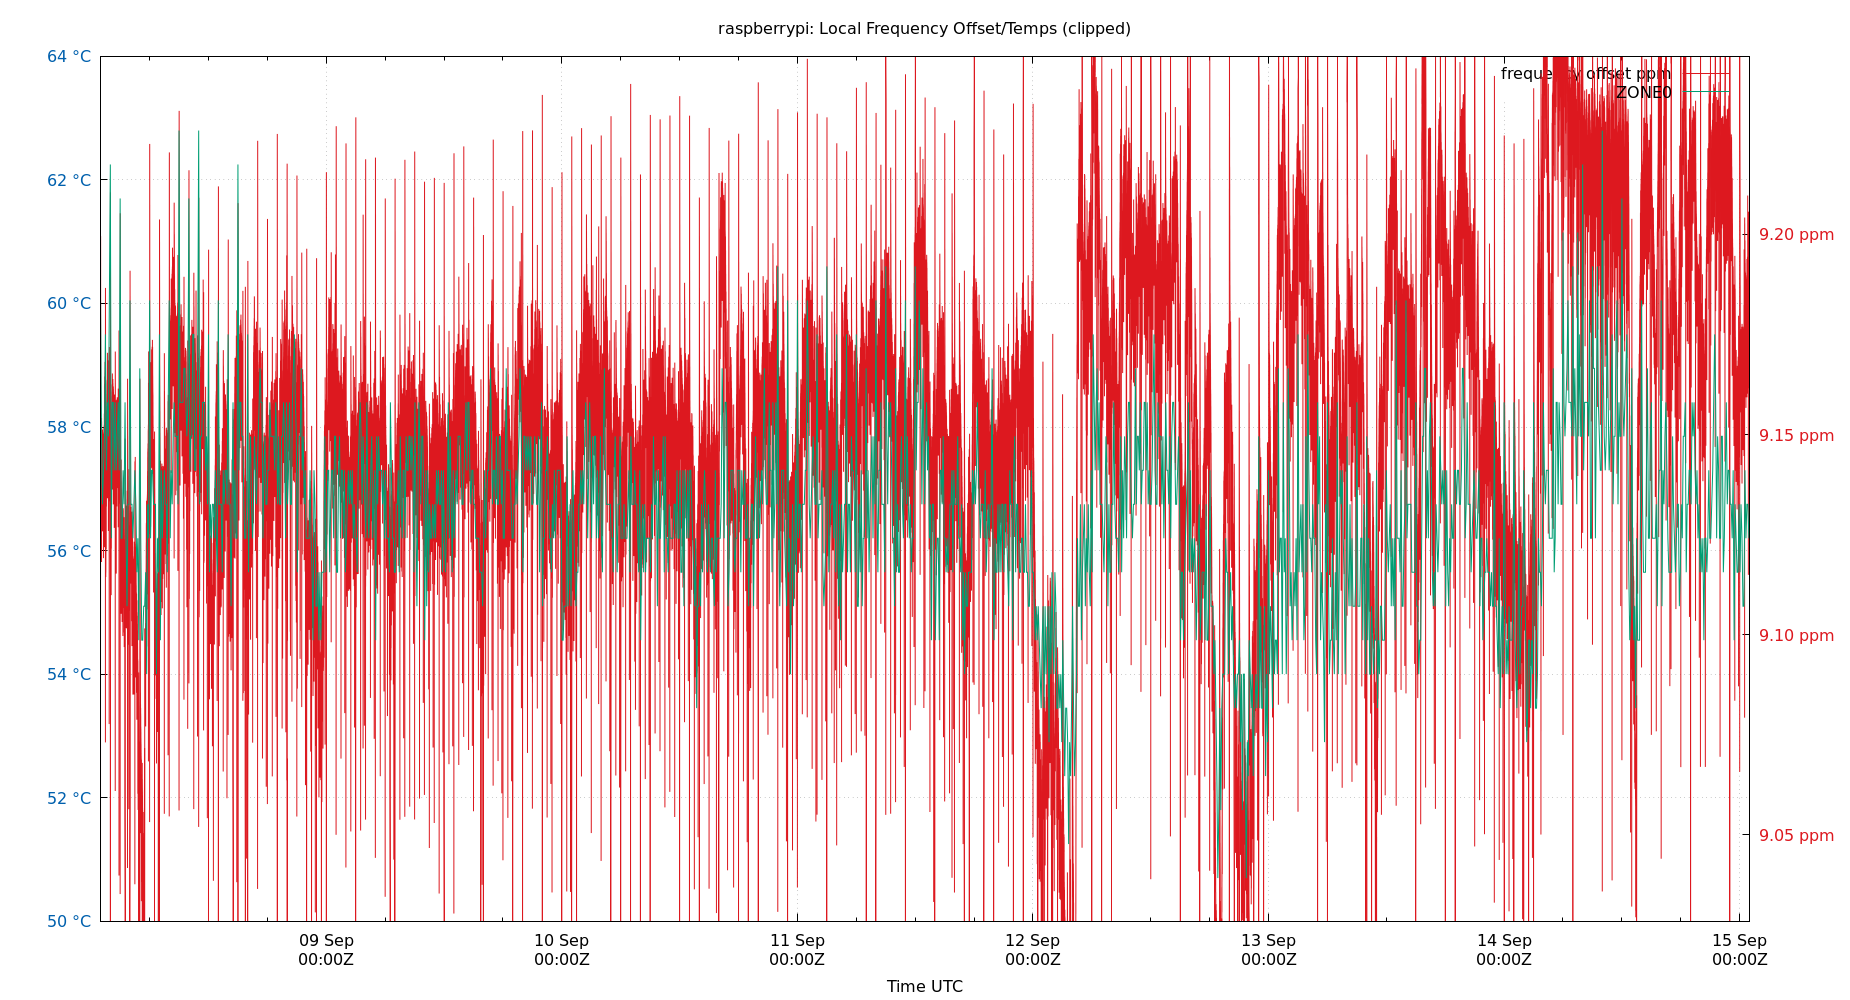 raspberrypi: Local Frequency Offset/Temps (clipped)
64 °C
62 °C
60 °C
58 °C
56 °C
54 °C
52 °C
50 °C
frequency offset ppm
ZONE0
9.20 ppm
9.15 ppm
9.10 ppm
9.05 ppm
09 Sep
00:00Z
10 Sep
00:00Z
11 Sep
00:00Z
12 Sep
00:00Z
13 Sep
00:00Z
14 Sep
00:00Z
15 Sep
00:00Z
Time UTC